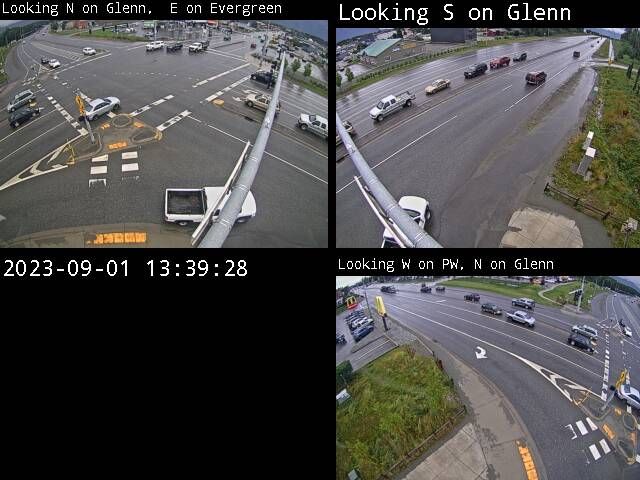 Looking N on Glenn,  E on Evergreen
Looking S on Glenn
2023-09-01 13:39:28
Looking W on PW, N on Glenn